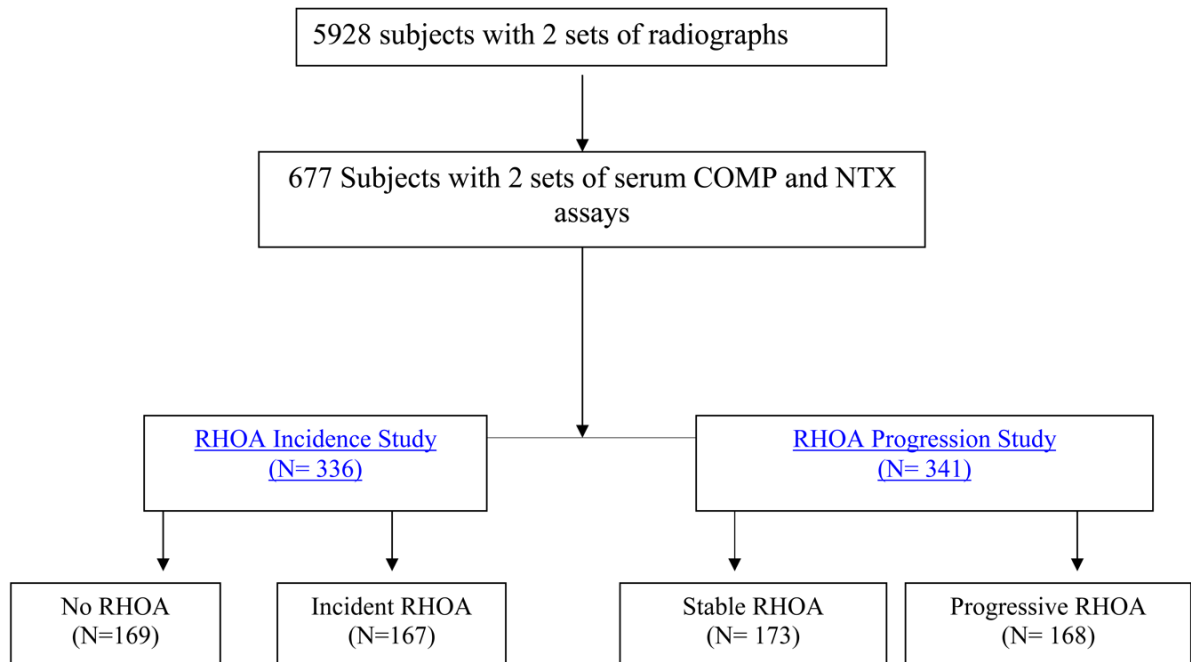 5928 subjects with 2 sets of radiographs
677 Subjects with 2 sets of serum COMP and NTX
assays
RHOA Incidence Study
(N= 336)
RHOA Progression Study
(N= 341)
No RHOA
(N=169)
Incident RHOA
(N=167)
Stable RHOA
(N= 173)
Progressive RHOA
(N= 168)